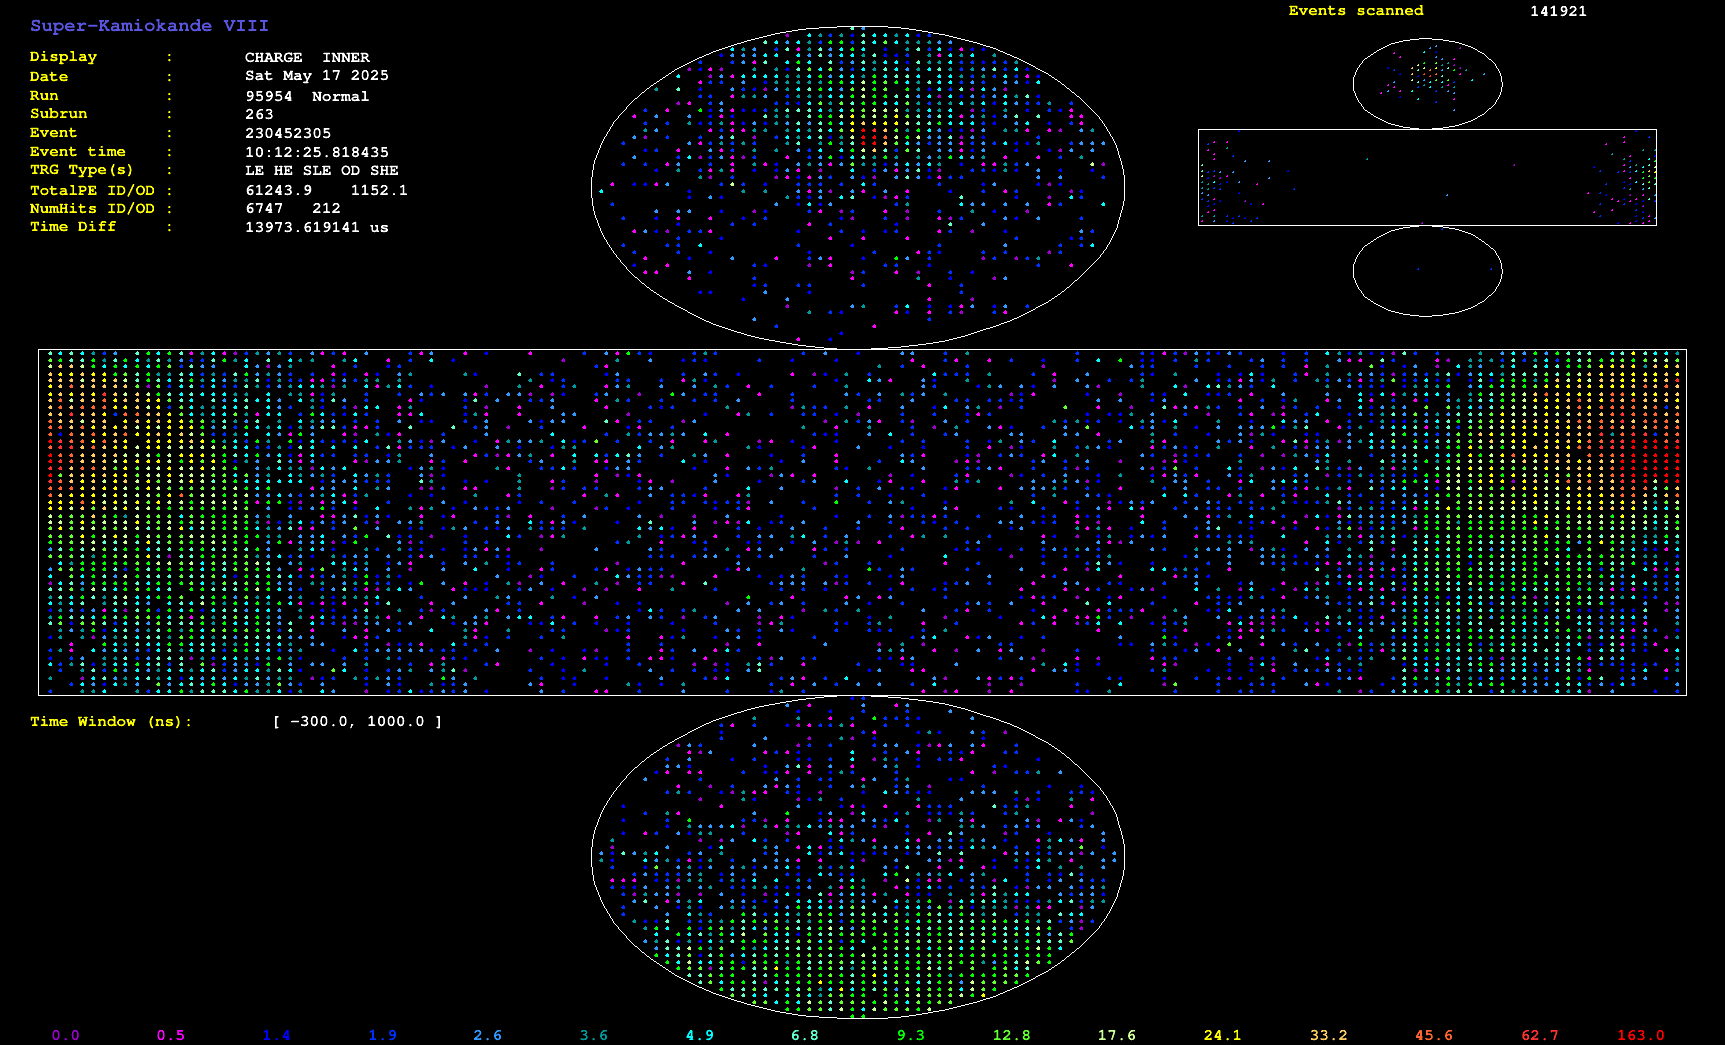 Super-Kamiokande VIII
Events scanned 141921
Display : CHARGE INNER
Date : Sat May 17 2025
Run : 95954 Normal
Subrun : 263
Event : 230452305
Event time : 10:12:25.818435
TRG Type(s) : LE HE SLE OD SHE
TotalPE ID/OD : 61243.9 1152.1
NumHits ID/OD : 6747 212
Time Diff : 13973.619141 us
Time Window (ns): [ -300.0, 1000.0 ]
0.0 0.5 1.4 1.9 2.6 3.6 4.9 6.8 9.3 12.8 17.6 24.1 33.2 45.6 62.7 163.0